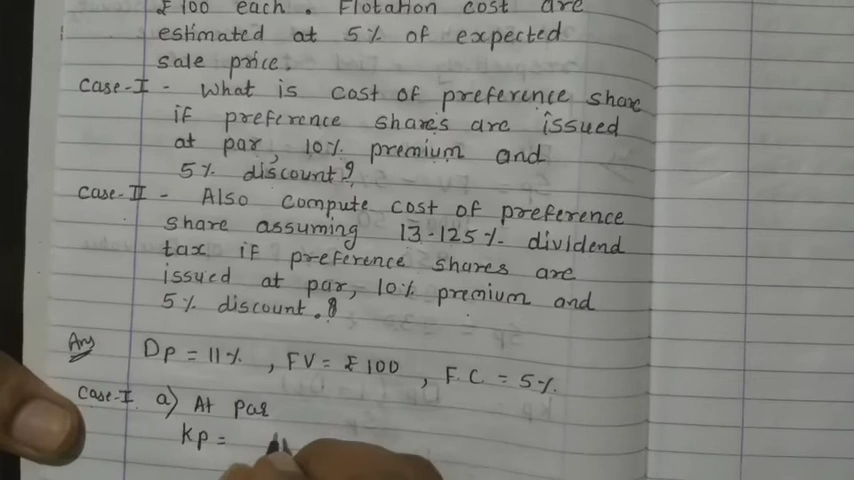 ₹100 each. Flotation cost are
estimated at 5% of expected
sale price.
Case-I - What is cost of preference share
if preference shares are issued
at par, 10% premium and
5% discount?
Case-II - Also compute cost of preference
share assuming 13.125% dividend
tax if preference shares are
issued at par, 10% premium and
5% discount.?
Ans Dp = 11%, FV = ₹100, F.C. = 5%.
Case-I a) At par
Kp =